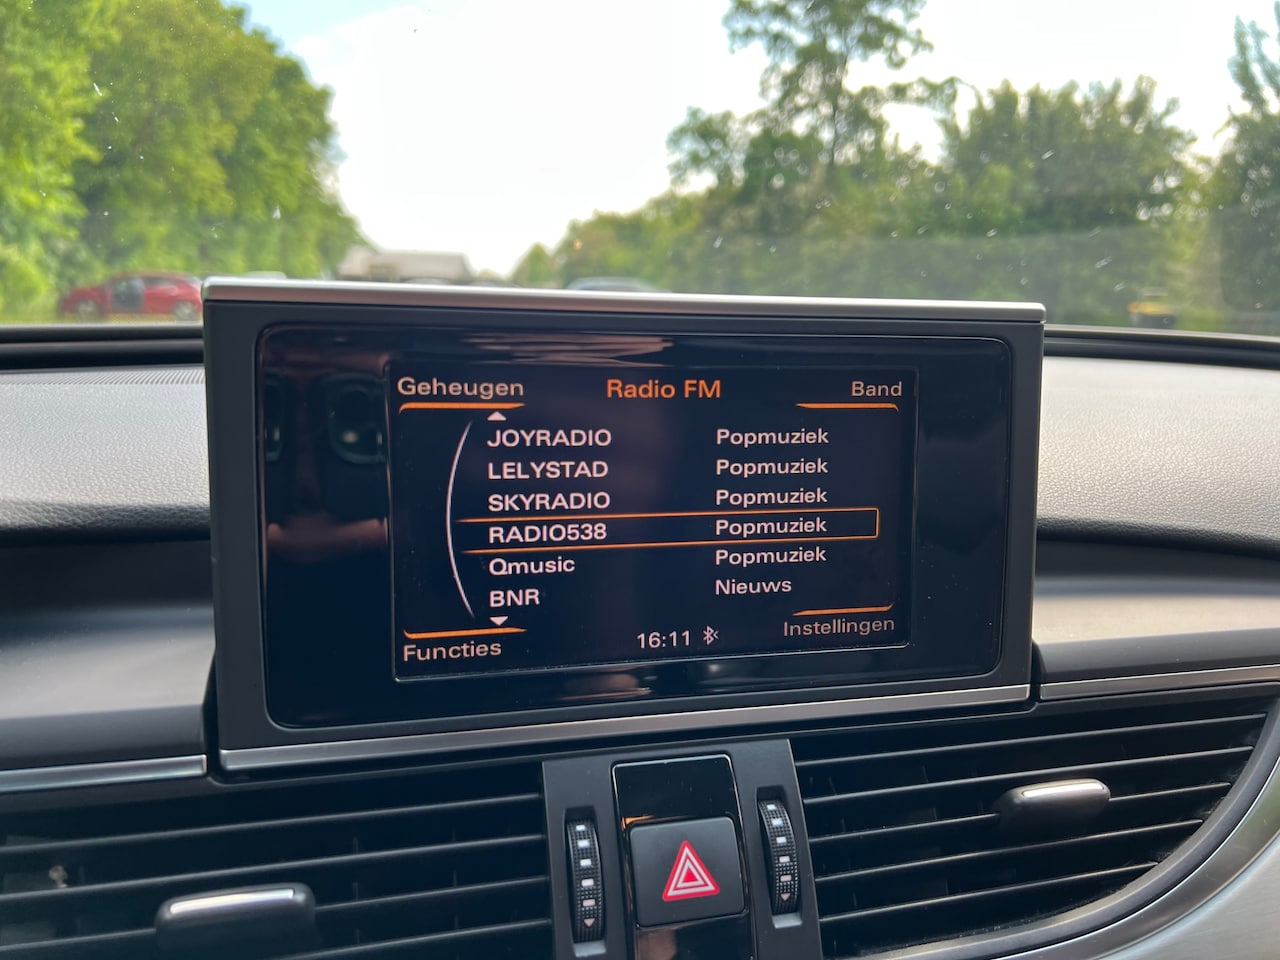 Geheugen Radio FM Band
JOYRADIO Popmuziek
LELYSTAD Popmuziek
SKYRADIO Popmuziek
RADIO538 Popmuziek
Qmusic Popmuziek
BNR Nieuws
Functies 16:11 Instellingen